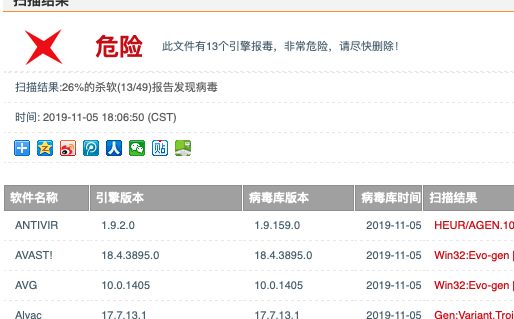 扫描结果
危险 此文件有13个引擎报毒，非常危险，请尽快删除！
扫描结果:26%的杀软(13/49)报告发现病毒
时间: 2019-11-05 18:06:50 (CST)
贴
软件名称 引擎版本 病毒库版本 病毒库时间 扫描结果
ANTIVIR 1.9.2.0 1.9.159.0 2019-11-05 HEUR/AGEN.10
AVAST! 18.4.3895.0 18.4.3895.0 2019-11-05 Win32:Evo-gen [
AVG 10.0.1405 10.0.1405 2019-11-05 Win32:Evo-gen [
Alyac 17.7.13.1 17.7.13.1 2019-11-05 Gen:Variant.Troj